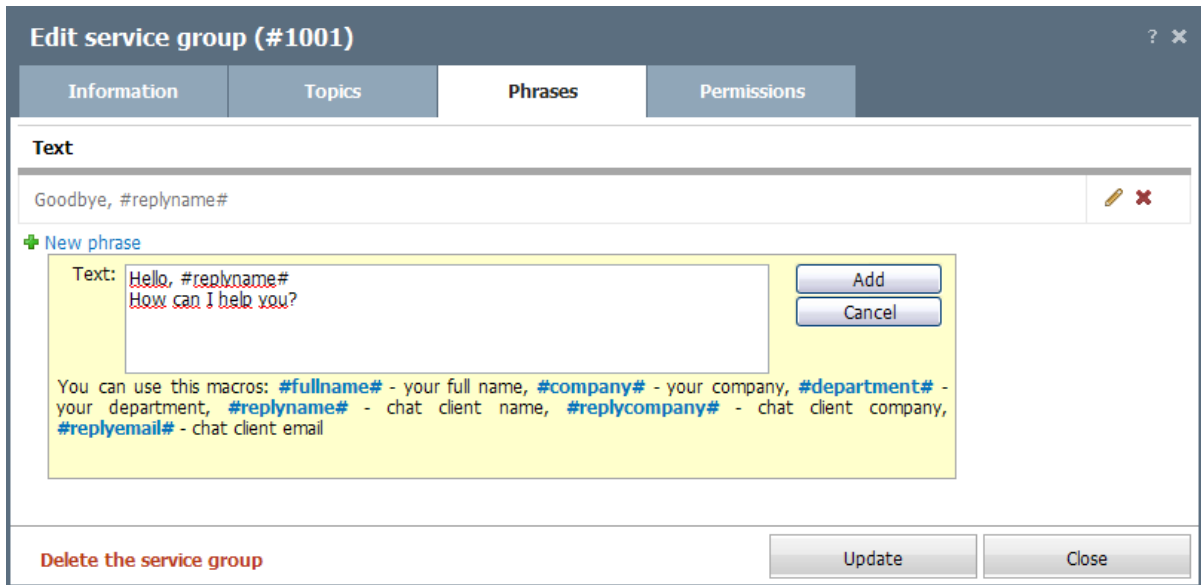 Edit service group (#1001)
?
Information Topics Phrases Permissions
Text
Goodbye, #replyname#
New phrase
Text: Hello, #replyname#
How can I help you?
Add
Cancel
You can use this macros: #fullname# - your full name, #company# - your company, #department# -
your department, #replyname# - chat client name, #replycompany# - chat client company,
#replyemail# - chat client email
Delete the service group Update Close